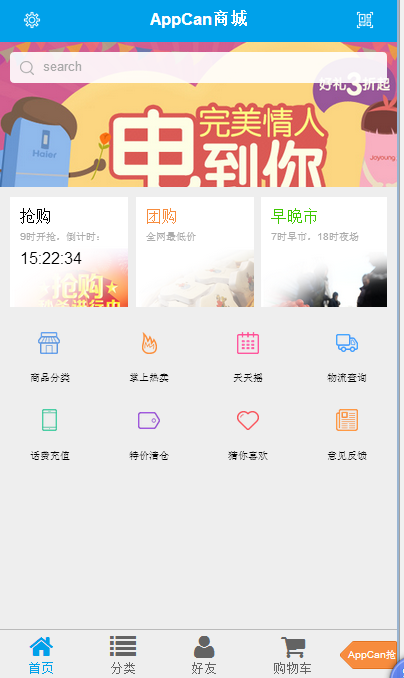 AppCan商城
search
好礼3折起
完美情人
电到你
Haier
Joyoung
抢购
9时开抢，倒计时：
15:22:34
抢购
团购
全网最低价
早晚市
7时早市，18时夜场
商品分类
掌上热卖
天天摇
物流查询
话费充值
特价清仓
猜你喜欢
意见反馈
首页
分类
好友
购物车
AppCan抢